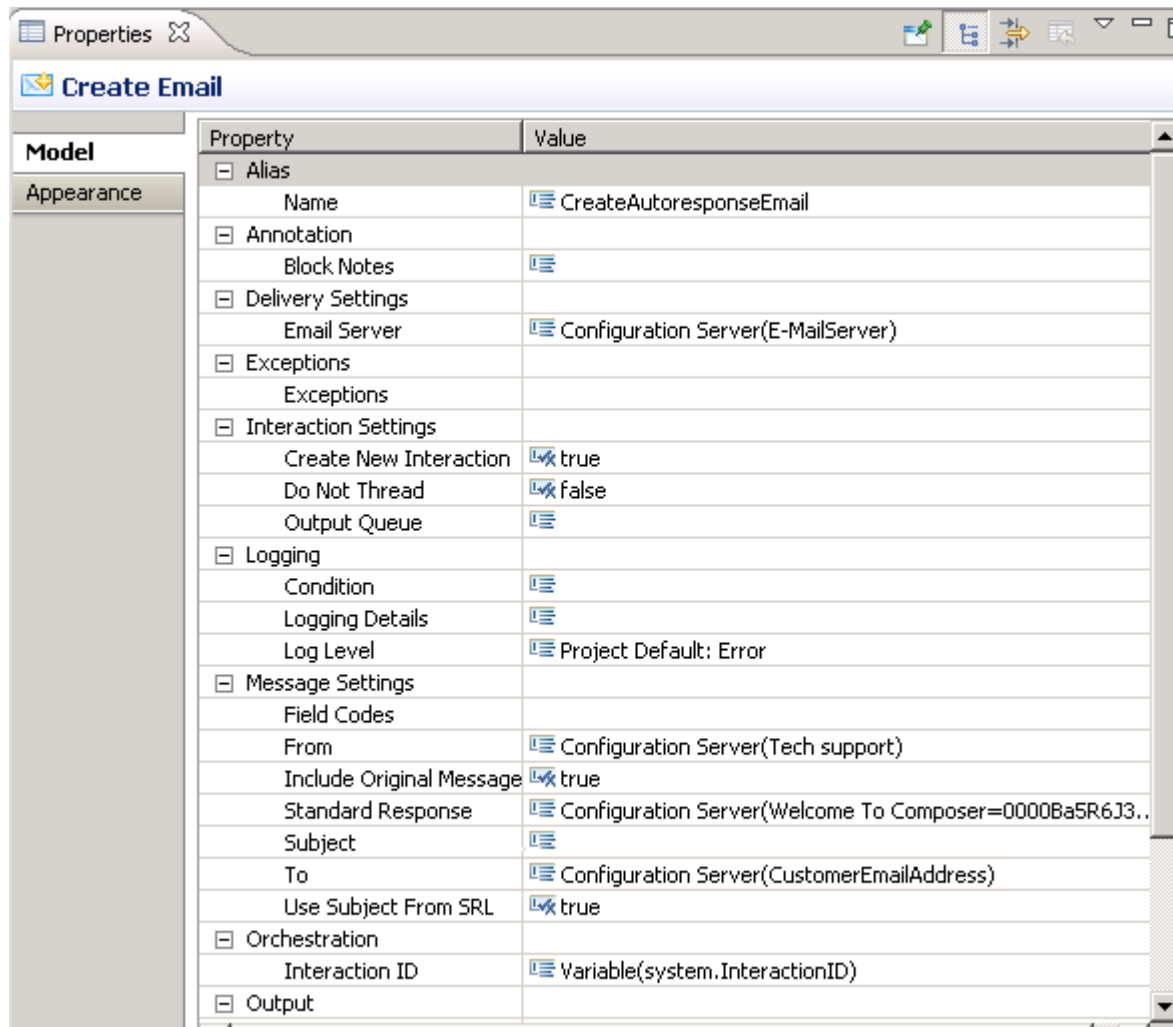 Properties
Create Email
Model
Appearance
Property Value
Alias
Name CreateAutoresponseEmail
Annotation
Block Notes
Delivery Settings
Email Server Configuration Server(E-MailServer)
Exceptions
Exceptions
Interaction Settings
Create New Interaction true
Do Not Thread false
Output Queue
Logging
Condition
Logging Details
Log Level Project Default: Error
Message Settings
Field Codes
From Configuration Server(Tech support)
Include Original Message true
Standard Response Configuration Server(Welcome To Composer=0000Ba5R6J3..
Subject
To Configuration Server(CustomerEmailAddress)
Use Subject From SRL true
Orchestration
Interaction ID Variable(system.InteractionID)
Output